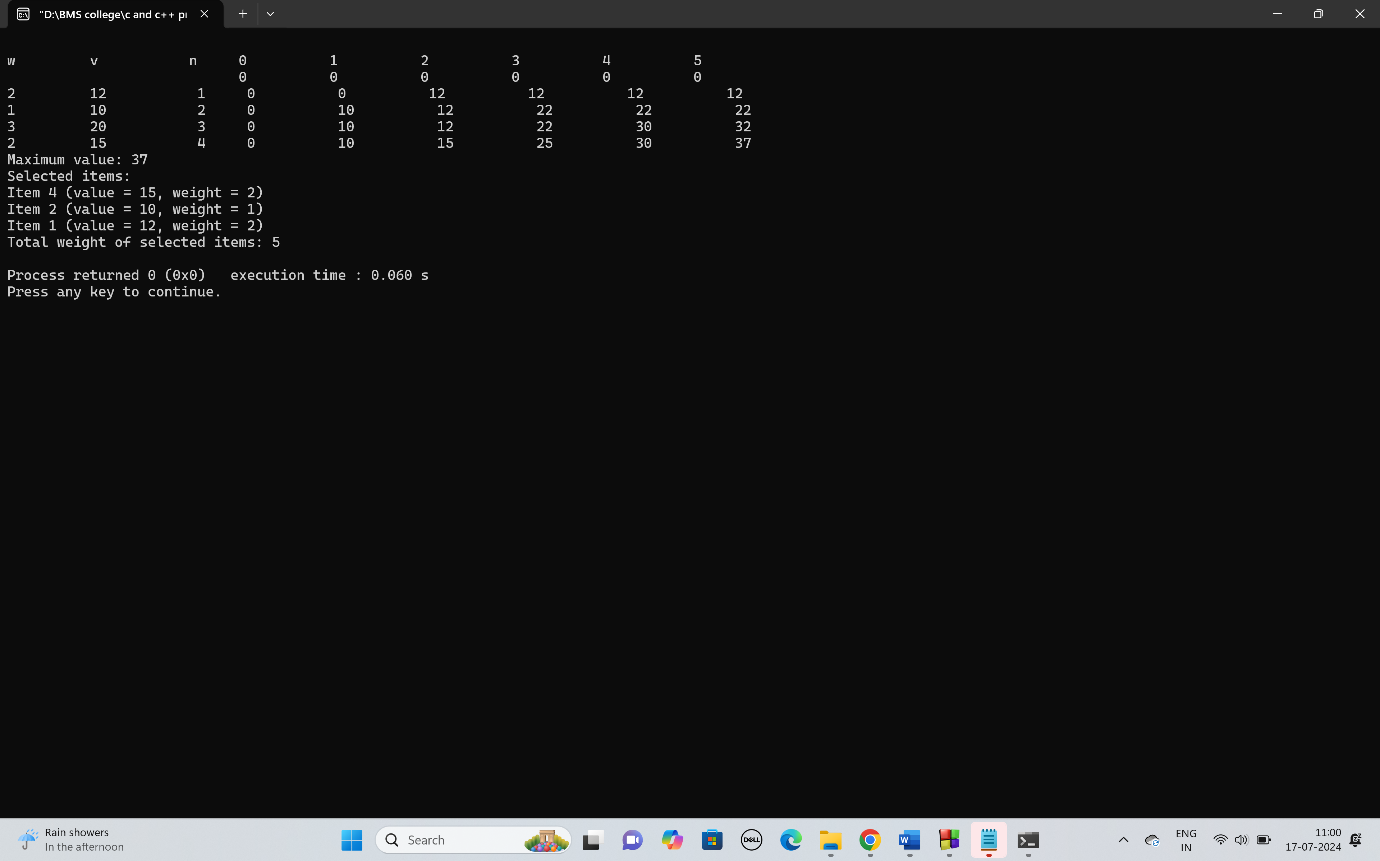 "D:\BMS college\c and c++ pr
w v n 0 1 2 3 4 5
0 0 0 0 0 0
2 12 1 0 0 12 12 12 12
1 10 2 0 10 12 22 22 22
3 20 3 0 10 12 22 30 32
2 15 4 0 10 15 25 30 37
Maximum value: 37
Selected items:
Item 4 (value = 15, weight = 2)
Item 2 (value = 10, weight = 1)
Item 1 (value = 12, weight = 2)
Total weight of selected items: 5
Process returned 0 (0x0) execution time : 0.060 s
Press any key to continue.
Rain showers
In the afternoon
Search
DELL
ENG
IN
11:00
17-07-2024